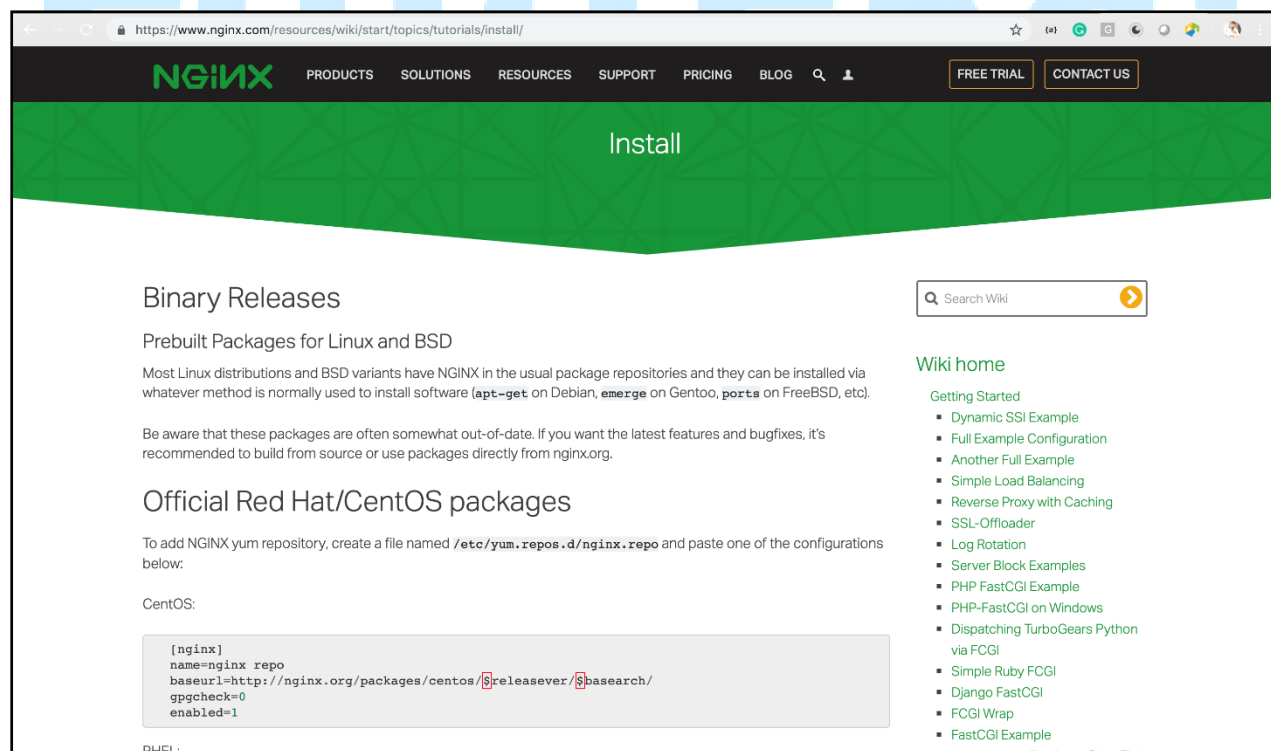 https://www.nginx.com/resources/wiki/start/topics/tutorials/install/
NGINX PRODUCTS SOLUTIONS RESOURCES SUPPORT PRICING BLOG FREE TRIAL CONTACT US
Install
Binary Releases
Prebuilt Packages for Linux and BSD
Most Linux distributions and BSD variants have NGINX in the usual package repositories and they can be installed via
whatever method is normally used to install software (apt-get on Debian, emerge on Gentoo, ports on FreeBSD, etc).
Be aware that these packages are often somewhat out-of-date. If you want the latest features and bugfixes, it's
recommended to build from source or use packages directly from nginx.org.
Official Red Hat/CentOS packages
To add NGINX yum repository, create a file named /etc/yum.repos.d/nginx.repo and paste one of the configurations
below:
CentOS:
[nginx]
name=nginx repo
baseurl=http://nginx.org/packages/centos/$releasever/$basearch/
gpgcheck=0
enabled=1
RHEL:
Search Wiki
Wiki home
Getting Started
Dynamic SSI Example
Full Example Configuration
Another Full Example
Simple Load Balancing
Reverse Proxy with Caching
SSL-Offloader
Log Rotation
Server Block Examples
PHP FastCGI Example
PHP-FastCGI on Windows
Dispatching TurboGears Python
via FCGI
Simple Ruby FCGI
Django FastCGI
FCGI Wrap
FastCGI Example